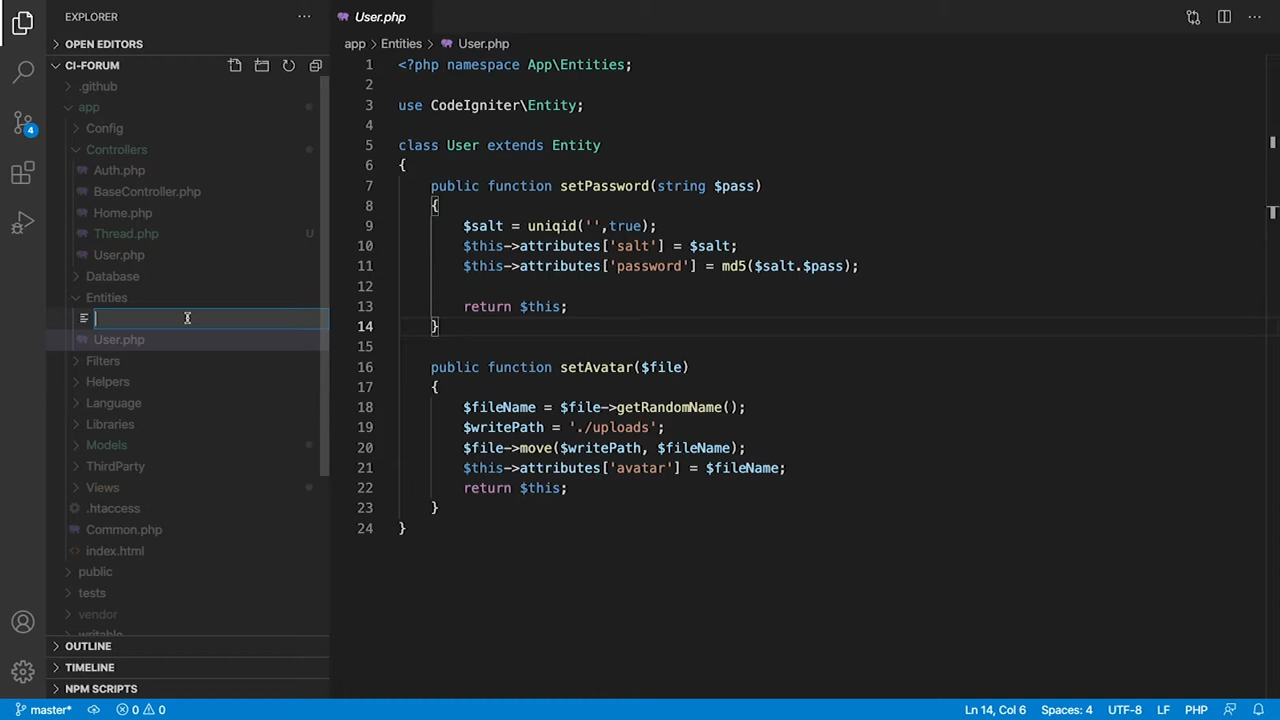 EXPLORER
OPEN EDITORS
CI-FORUM
.github
app
Config
Controllers
Auth.php
BaseController.php
Home.php
Thread.php U
User.php
Database
Entities
User.php
Filters
Helpers
Language
Libraries
Models
ThirdParty
Views
.htaccess
Common.php
index.html
public
tests
vendor
writable
OUTLINE
TIMELINE
NPM SCRIPTS
4
User.php
app > Entities > User.php
1 <?php namespace App\Entities;
2
3 use CodeIgniter\Entity;
4
5 class User extends Entity
6 {
7 public function setPassword(string $pass)
8 {
9 $salt = uniqid('',true);
10 $this->attributes['salt'] = $salt;
11 $this->attributes['password'] = md5($salt.$pass);
12
13 return $this;
14 }
15
16 public function setAvatar($file)
17 {
18 $fileName = $file->getRandomName();
19 $writePath = './uploads';
20 $file->move($writePath, $fileName);
21 $this->attributes['avatar'] = $fileName;
22 return $this;
23 }
24 }
master* 0 0 Ln 14, Col 6 Spaces: 4 UTF-8 LF PHP